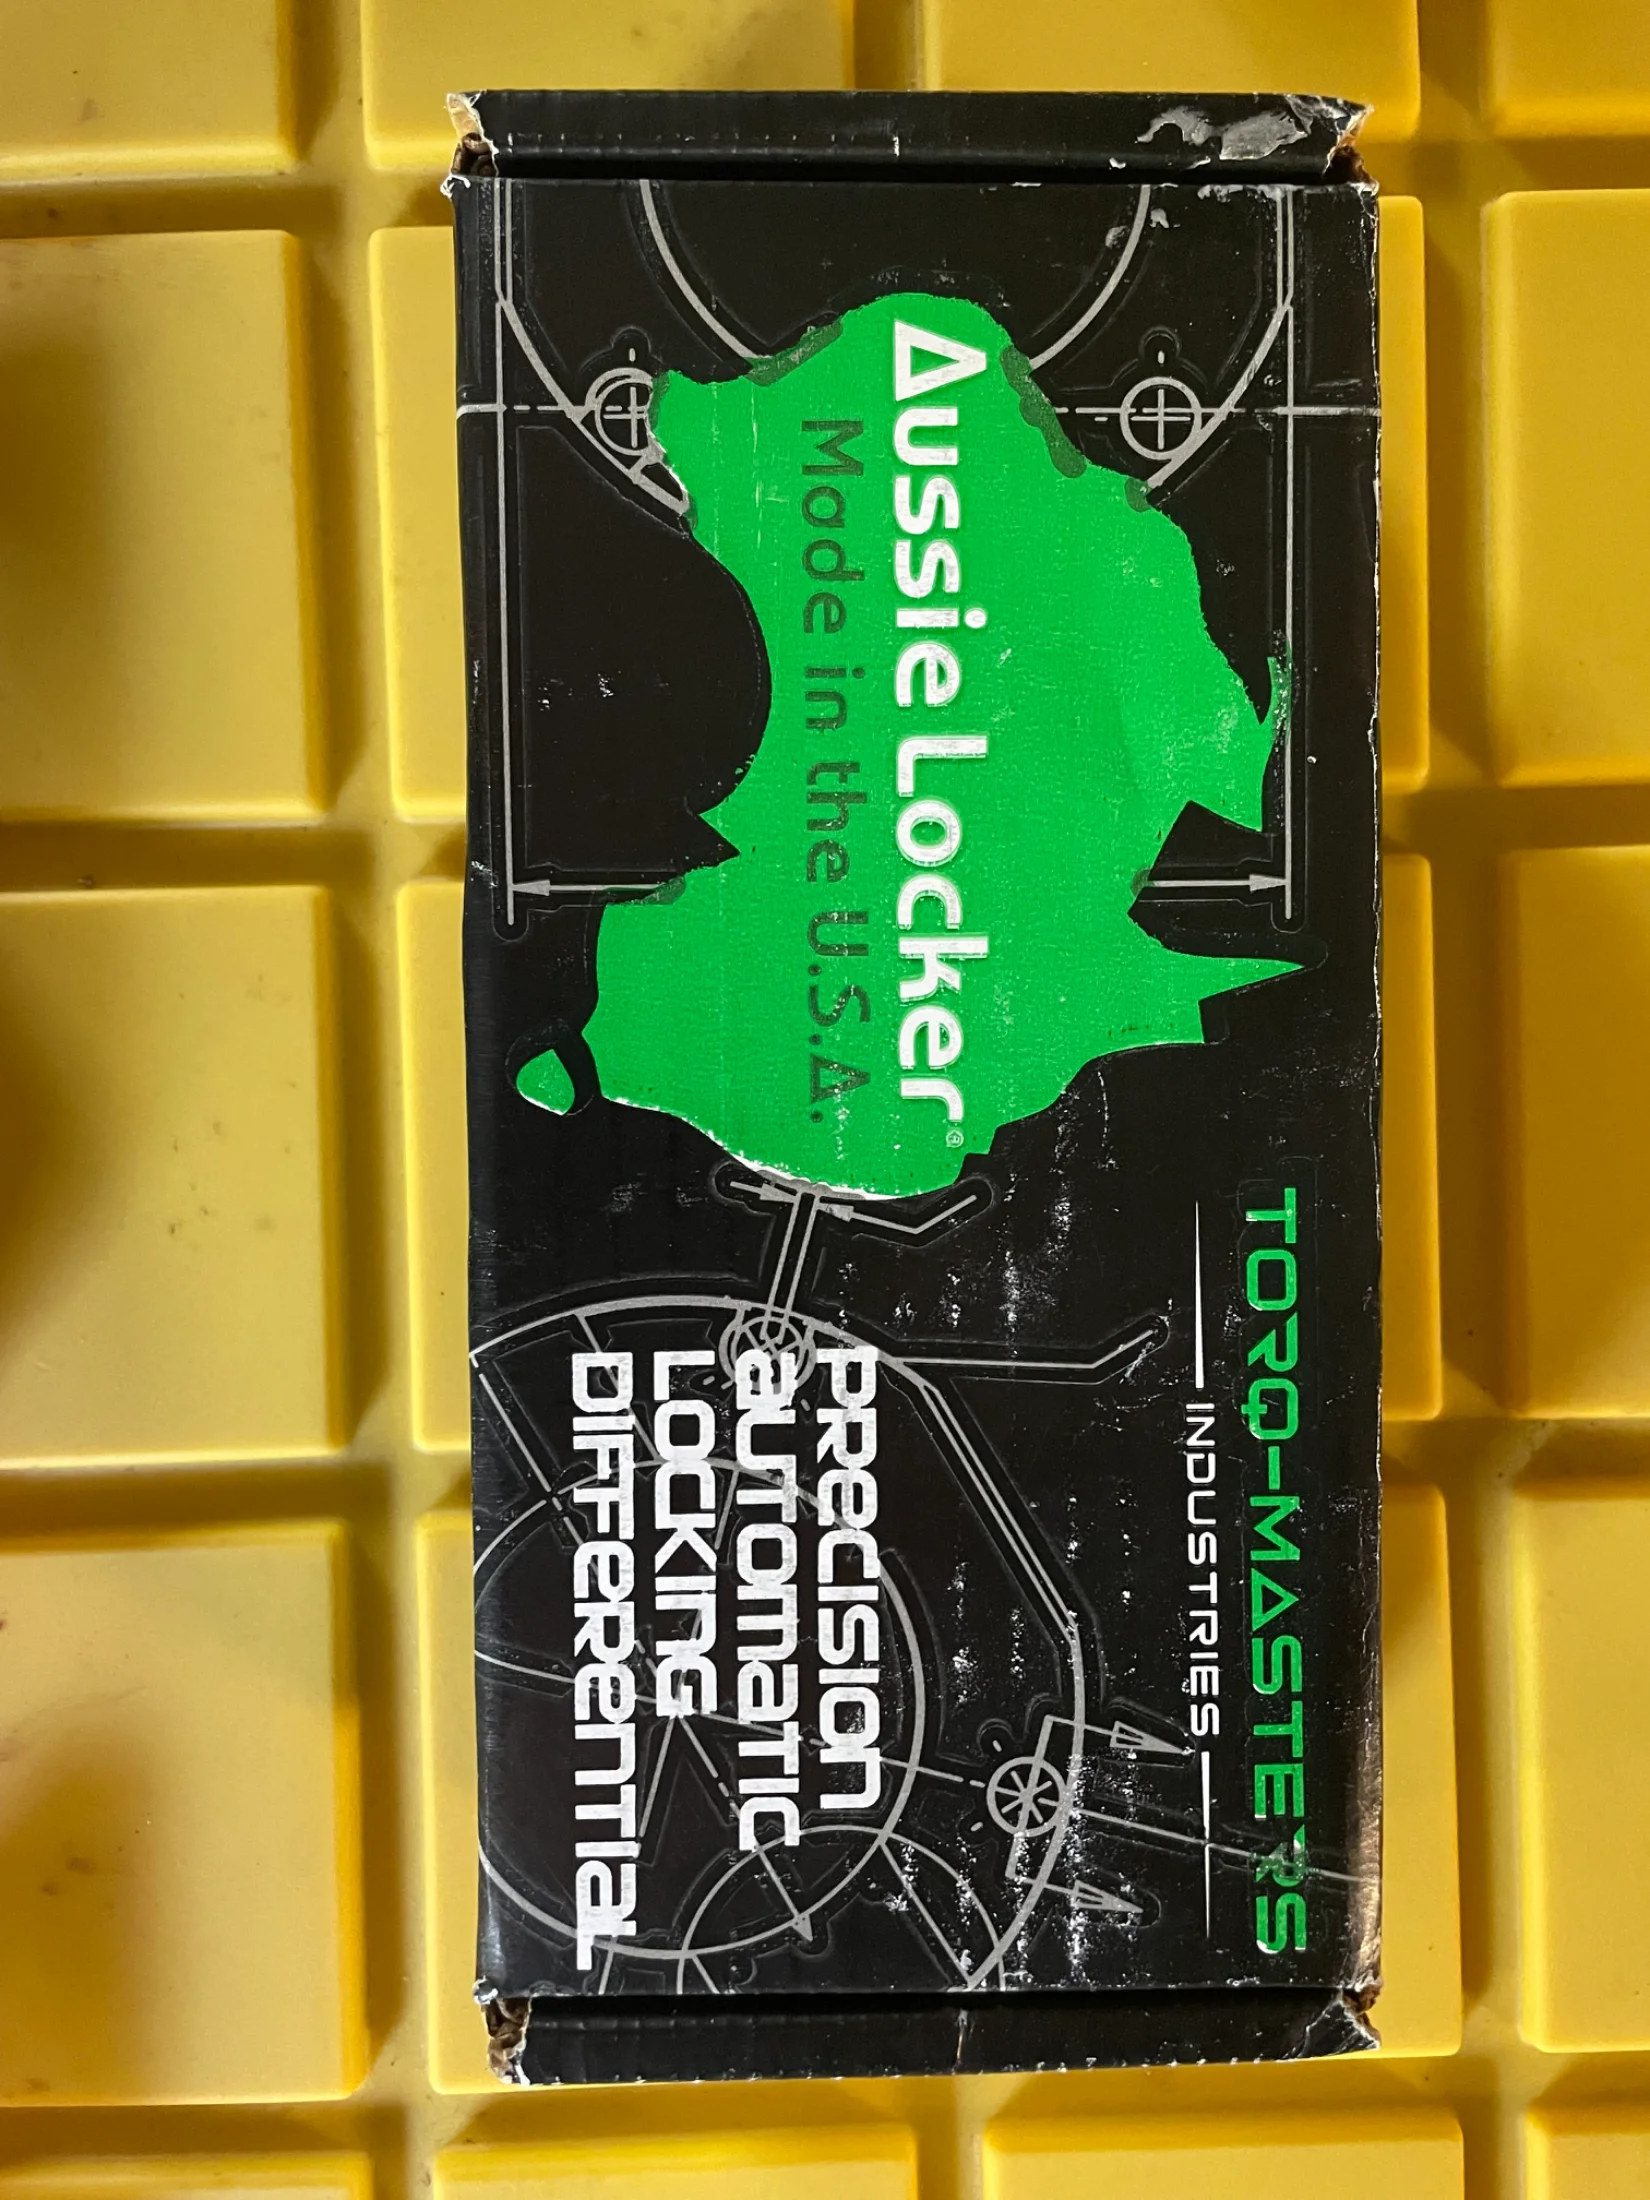 Aussie Locker®
Made in the U.S.A.
TORQ-MASTERS
INDUSTRIES
PRECISION
AUTOMATIC
LOCKING
DIFFERENTIAL